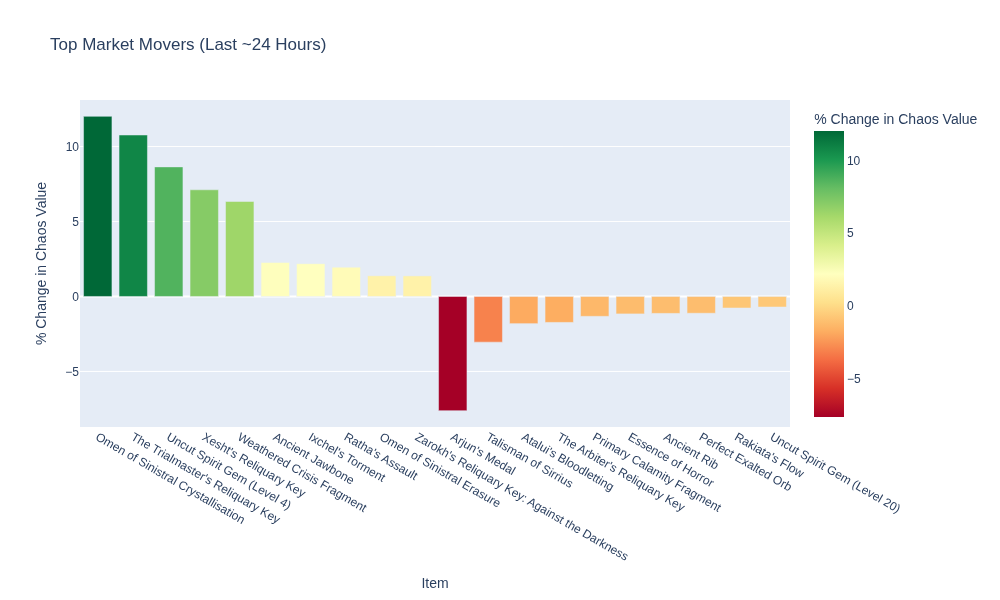 Top Market Movers (Last ~24 Hours)
% Change in Chaos Value
10
5
0
−5
Omen of Sinistral Crystallisation
The Trialmaster's Reliquary Key
Uncut Spirit Gem (Level 4)
Xesht's Reliquary Key
Weathered Crisis Fragment
Ancient Jawbone
Ixchel's Torment
Ratha's Assault
Omen of Sinistral Erasure
Zarokh's Reliquary Key: Against the Darkness
Arjun's Medal
Talisman of Sirrius
Atalui's Bloodletting
The Arbiter's Reliquary Key
Primary Calamity Fragment
Essence of Horror
Ancient Rib
Perfect Exalted Orb
Rakiata's Flow
Uncut Spirit Gem (Level 20)
Item
% Change in Chaos Value
10
5
0
−5